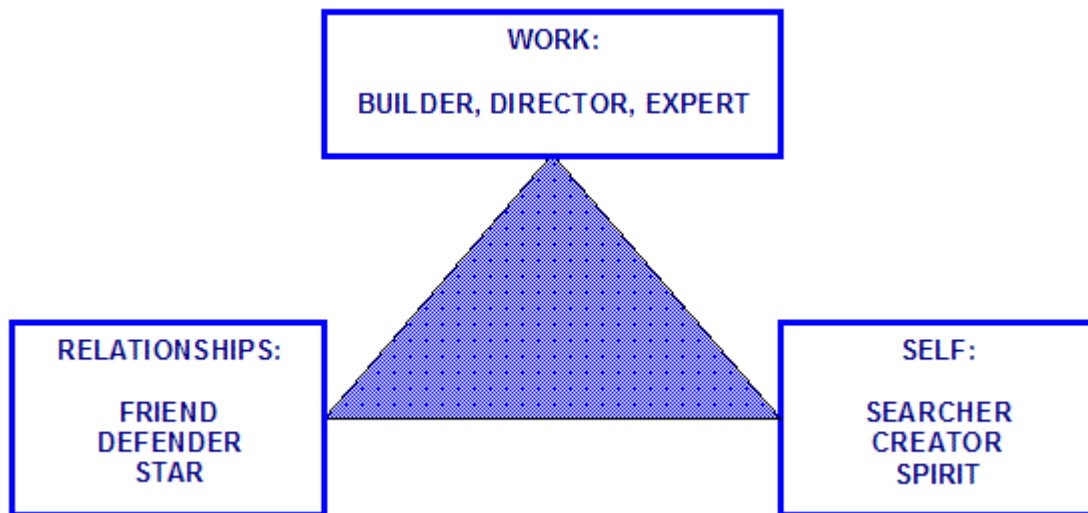 WORK:
BUILDER, DIRECTOR, EXPERT
RELATIONSHIPS:
FRIEND
DEFENDER
STAR
SELF:
SEARCHER
CREATOR
SPIRIT